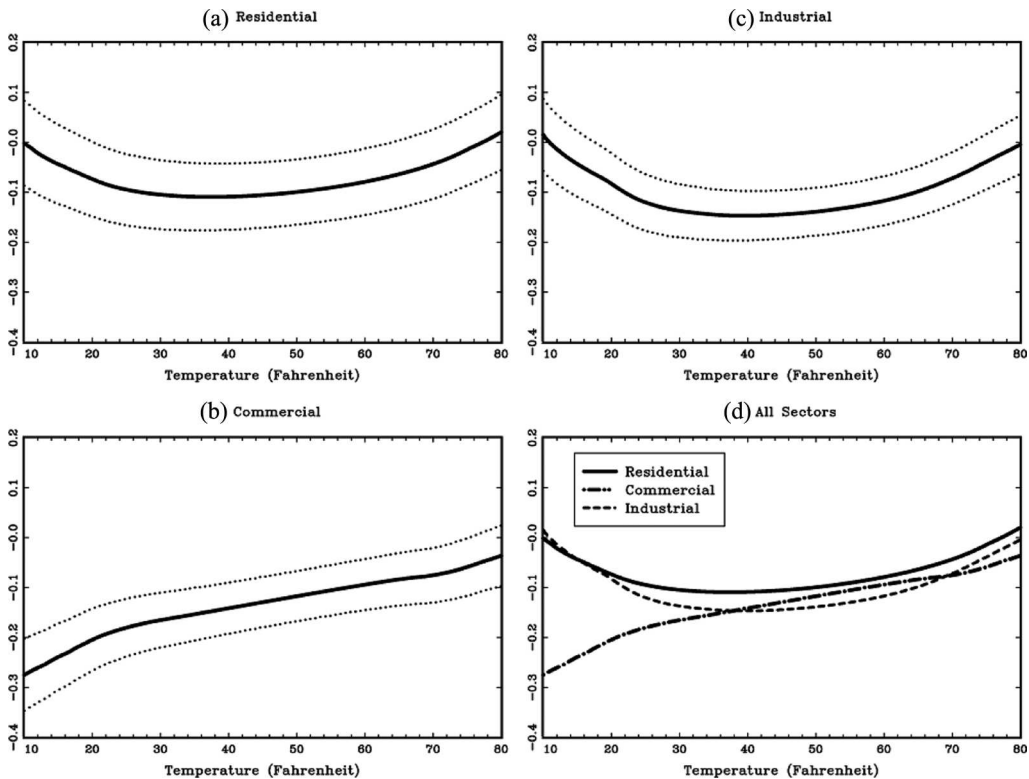 (a) Residential
0.2
0.1
-0.0
-0.1
-0.2
-0.3
-0.4
10 20 30 40 50 60 70 80
Temperature (Fahrenheit)
(c) Industrial
0.2
0.1
-0.0
-0.1
-0.2
-0.3
-0.4
10 20 30 40 50 60 70 80
Temperature (Fahrenheit)
(b) Commercial
0.2
0.1
-0.0
-0.1
-0.2
-0.3
-0.4
10 20 30 40 50 60 70 80
Temperature (Fahrenheit)
(d) All Sectors
0.2
0.1
-0.0
-0.1
-0.2
-0.3
-0.4
Residential
Commercial
Industrial
10 20 30 40 50 60 70 80
Temperature (Fahrenheit)